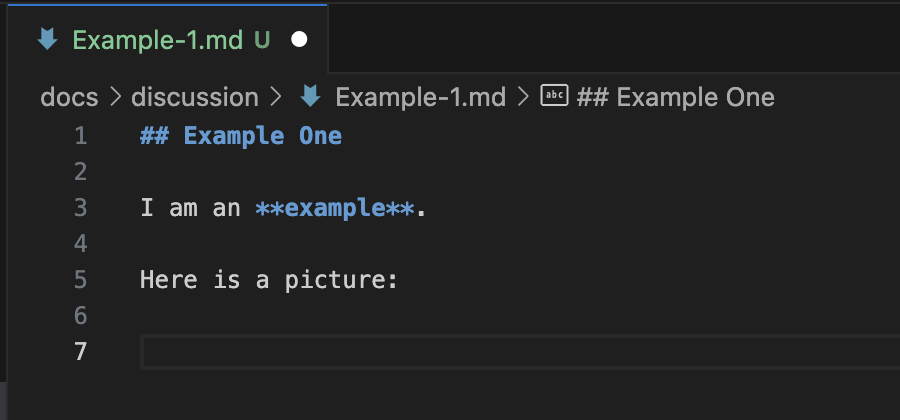 Example-1.md U
docs > discussion > Example-1.md > abc ## Example One
1 ## Example One
2
3 I am an **example**.
4
5 Here is a picture:
6
7